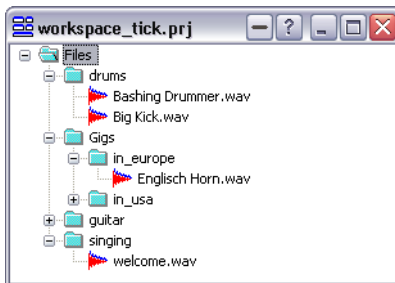 workspace_tick.prj
Files
drums
Bashing Drummer.wav
Big Kick.wav
Gigs
in_europe
Englisch Horn.wav
in_usa
guitar
singing
welcome.wav